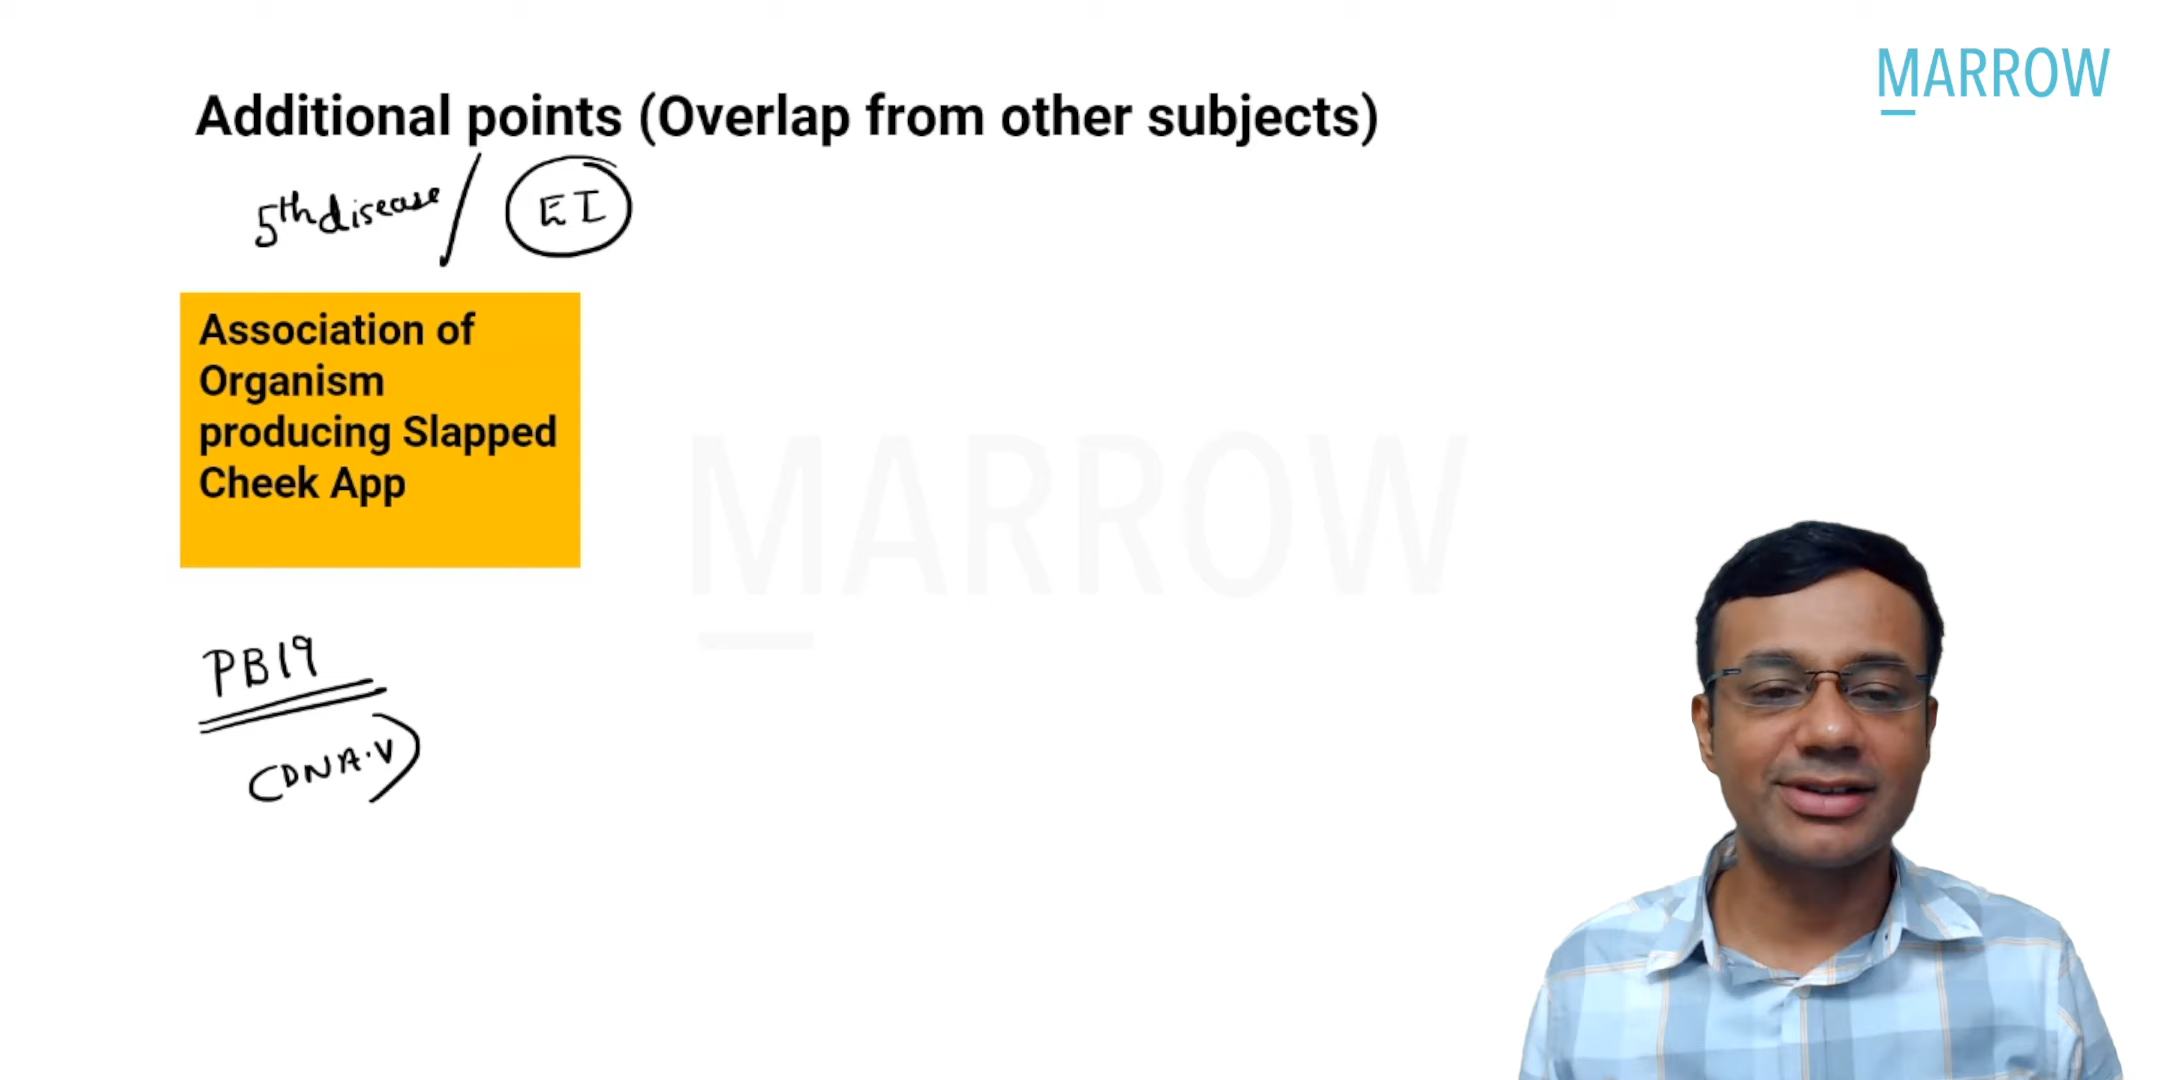 MARROW
Additional points (Overlap from other subjects)
5th disease / EI
Association of
Organism
producing Slapped
Cheek App
MARROW
PB19
(DNA.V)